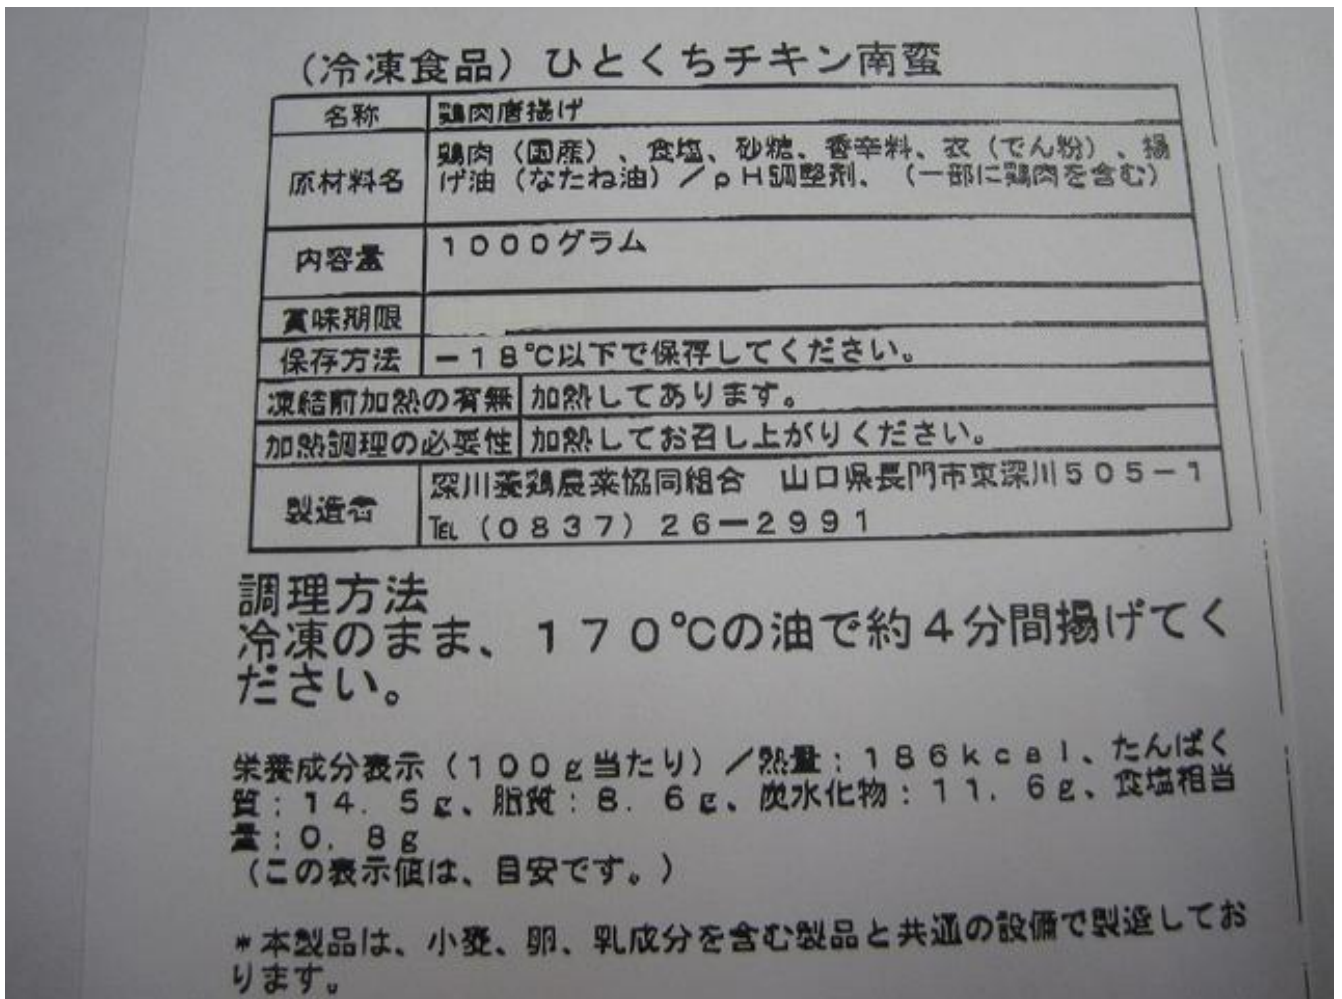 (冷凍食品)ひとくちチキン南蛮
名称 鶏肉唐揚げ
原材料名 鶏肉(国産)、食塩、砂糖、香辛料、衣(でん粉)、揚
げ油(なたね油)/pH調整剤、(一部に鶏肉を含む)
内容量 1000グラム
賞味期限
保存方法 -18℃以下で保存してください。
凍結前加熱の有無 加熱してあります。
加熱調理の必要性 加熱してお召し上がりください。
製造者 深川養鶏農業協同組合 山口県長門市東深川505-1
℡(0837)26-2991
調理方法
冷凍のまま、170℃の油で約4分間揚げてく
ださい。
栄養成分表示(100g当たり)/熱量:186kcal、たんぱく
質:14.5g、脂質:8.6g、炭水化物:11.6g、食塩相当
量:0.8g
(この表示値は、目安です。)
*本製品は、小麦、卵、乳成分を含む製品と共通の設備で製造してお
ります。